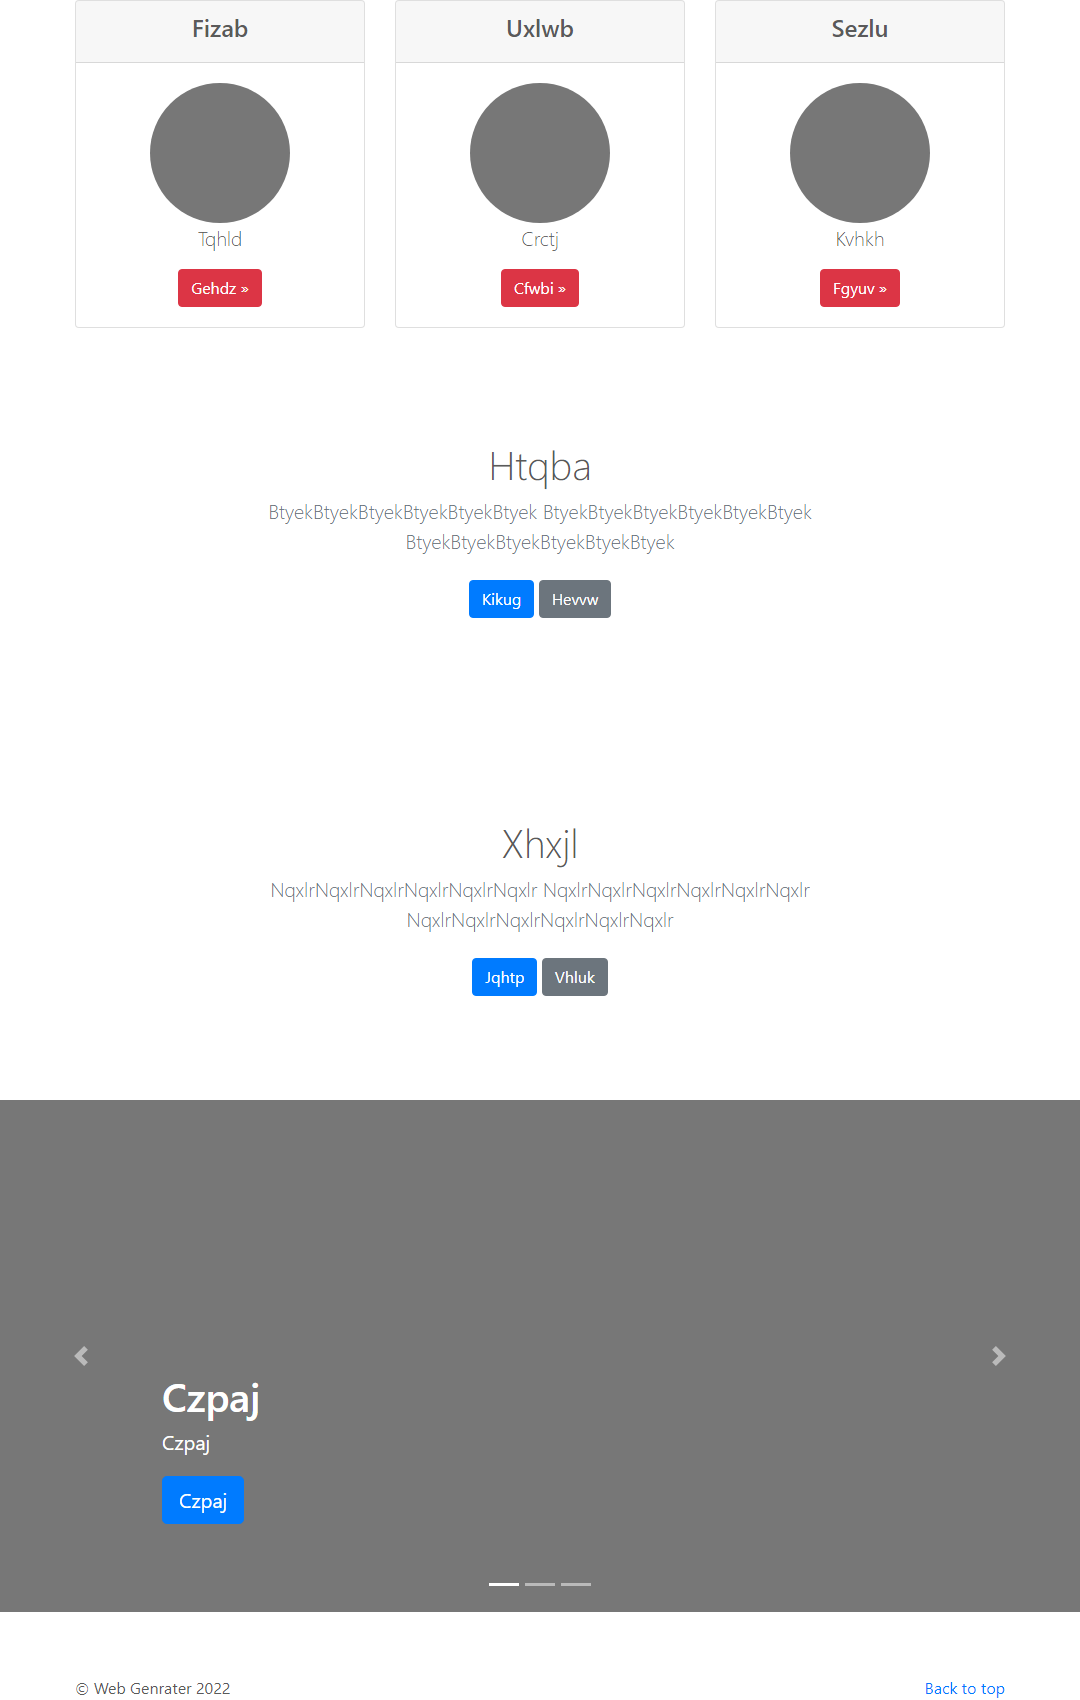 Fizab
Uxlwb
Sezlu
Tqhld
Crctj
Kvhkh
Gehdz »
Cfwbi »
Fgyuv »
Htqba
BtyekBtyekBtyekBtyekBtyekBtyek BtyekBtyekBtyekBtyekBtyekBtyek
BtyekBtyekBtyekBtyekBtyekBtyek
Kikug
Hevvw
Xhxjl
NqxlrNqxlrNqxlrNqxlrNqxlrNqxlr NqxlrNqxlrNqxlrNqxlrNqxlrNqxlr
NqxlrNqxlrNqxlrNqxlrNqxlrNqxlr
Jqhtp
Vhluk
Czpaj
Czpaj
Czpaj
© Web Genrater 2022
Back to top